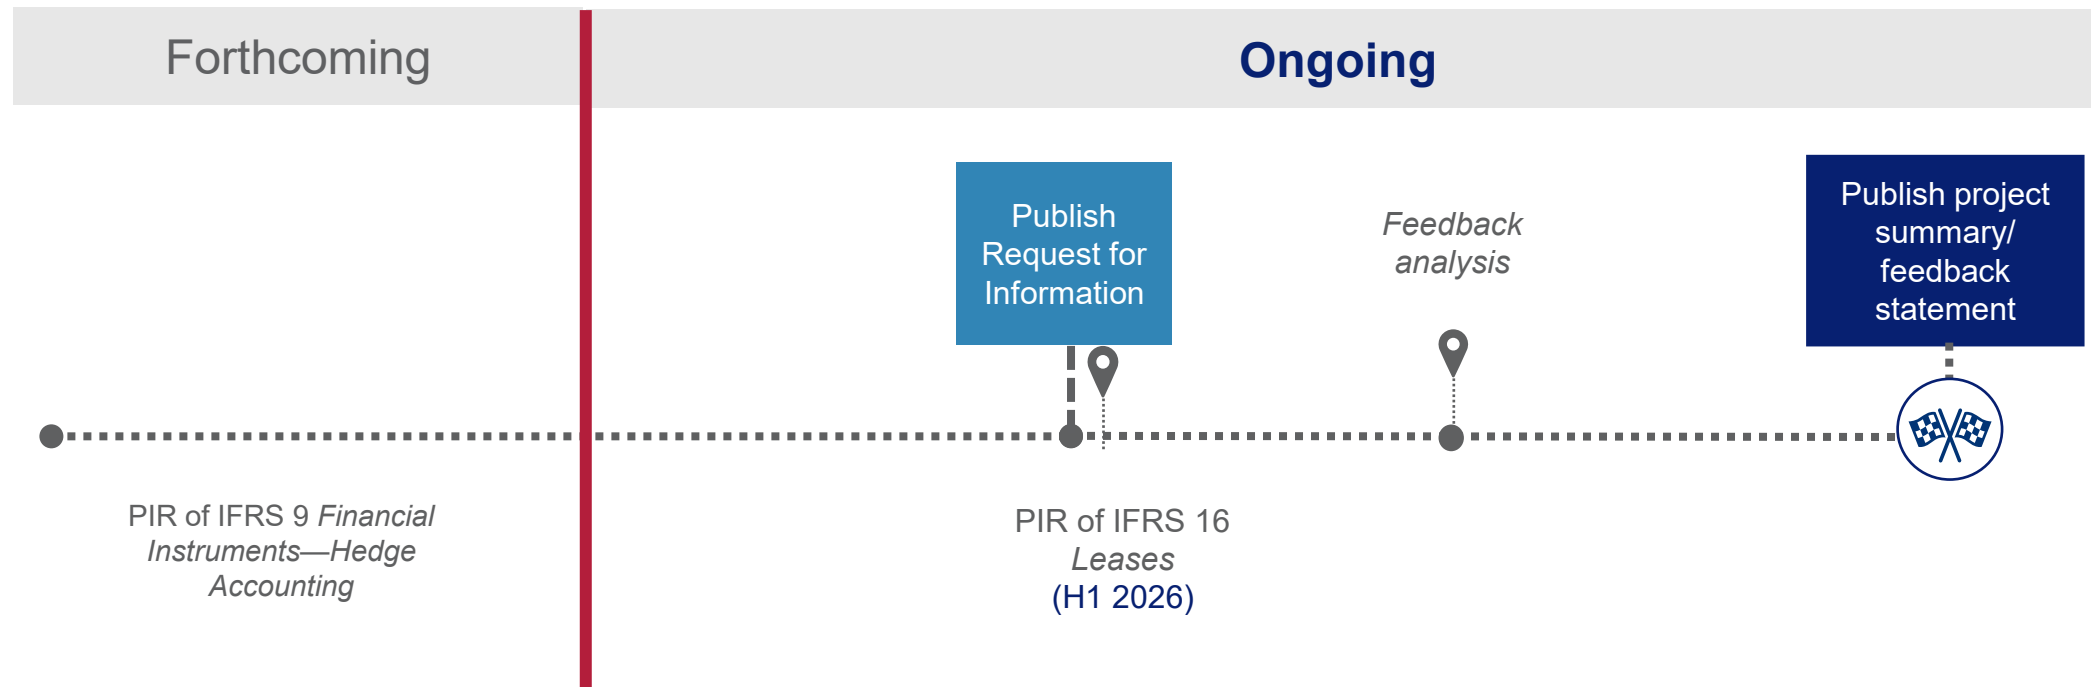 Forthcoming
Ongoing
Publish
Request for
Information
Feedback
analysis
Publish project
summary/
feedback
statement
PIR of IFRS 9 Financial
Instruments—Hedge
Accounting
PIR of IFRS 16
Leases
(H1 2026)